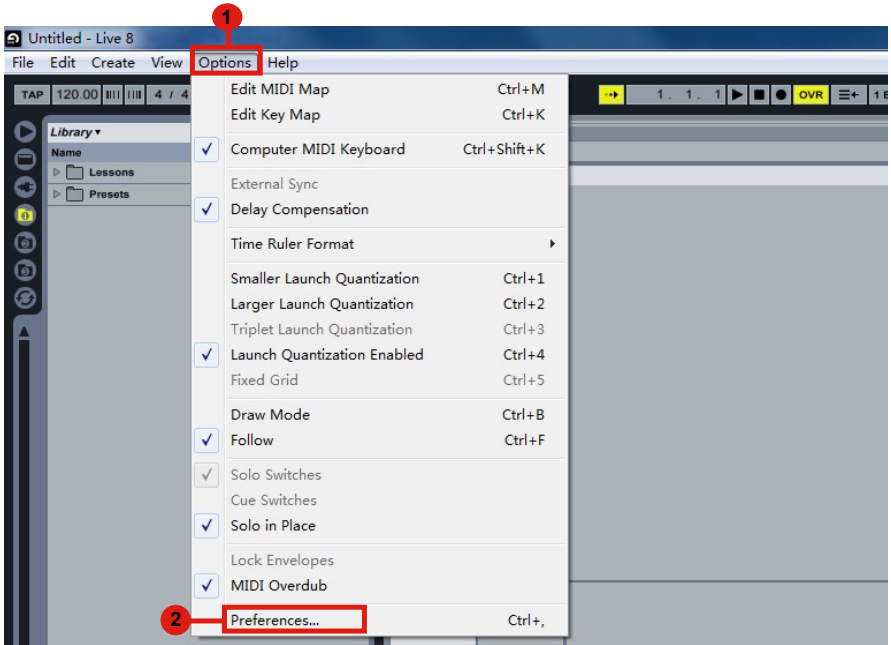 1
Untitled - Live 8
File Edit Create View Options Help
TAP 120.00 4 / 4 1. 1. 1 OVR
Library
Name
Lessons
Presets
Edit MIDI Map Ctrl+M
Edit Key Map Ctrl+K
Computer MIDI Keyboard Ctrl+Shift+K
External Sync
Delay Compensation
Time Ruler Format
Smaller Launch Quantization Ctrl+1
Larger Launch Quantization Ctrl+2
Triplet Launch Quantization Ctrl+3
Launch Quantization Enabled Ctrl+4
Fixed Grid Ctrl+5
Draw Mode Ctrl+B
Follow Ctrl+F
Solo Switches
Cue Switches
Solo in Place
Lock Envelopes
MIDI Overdub
2 Preferences... Ctrl+,